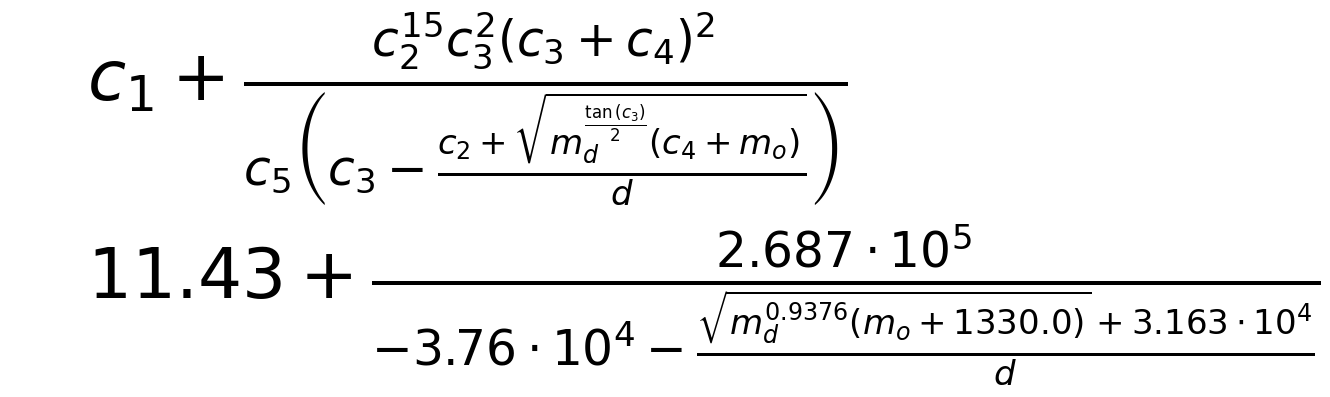 c_1 + \frac{c_2^{15} c_3^2 (c_3 + c_4)^2}{c_5 \left( c_3 - \frac{c_2 + \sqrt{m_d^{\frac{\tan(c_3)}{2}} (c_4 + m_o)}}{d} \right)}
11.43 + \frac{2.687 \cdot 10^5}{-3.76 \cdot 10^4 - \frac{\sqrt{m_d^{0.9376} (m_o + 1330.0)} + 3.163 \cdot 10^4}{d}}